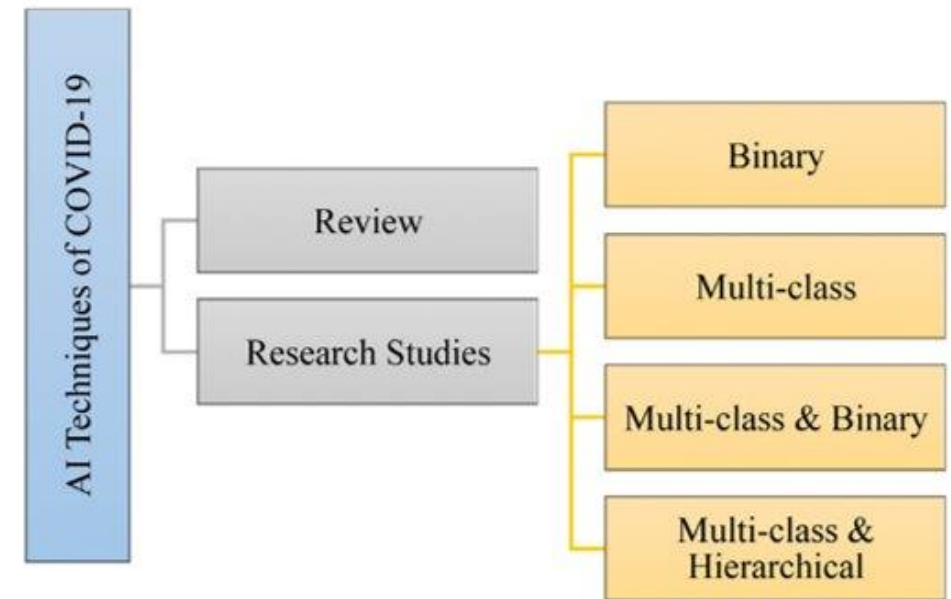 AI Techniques of COVID-19
Review
Research Studies
Binary
Multi-class
Multi-class & Binary
Multi-class &
Hierarchical